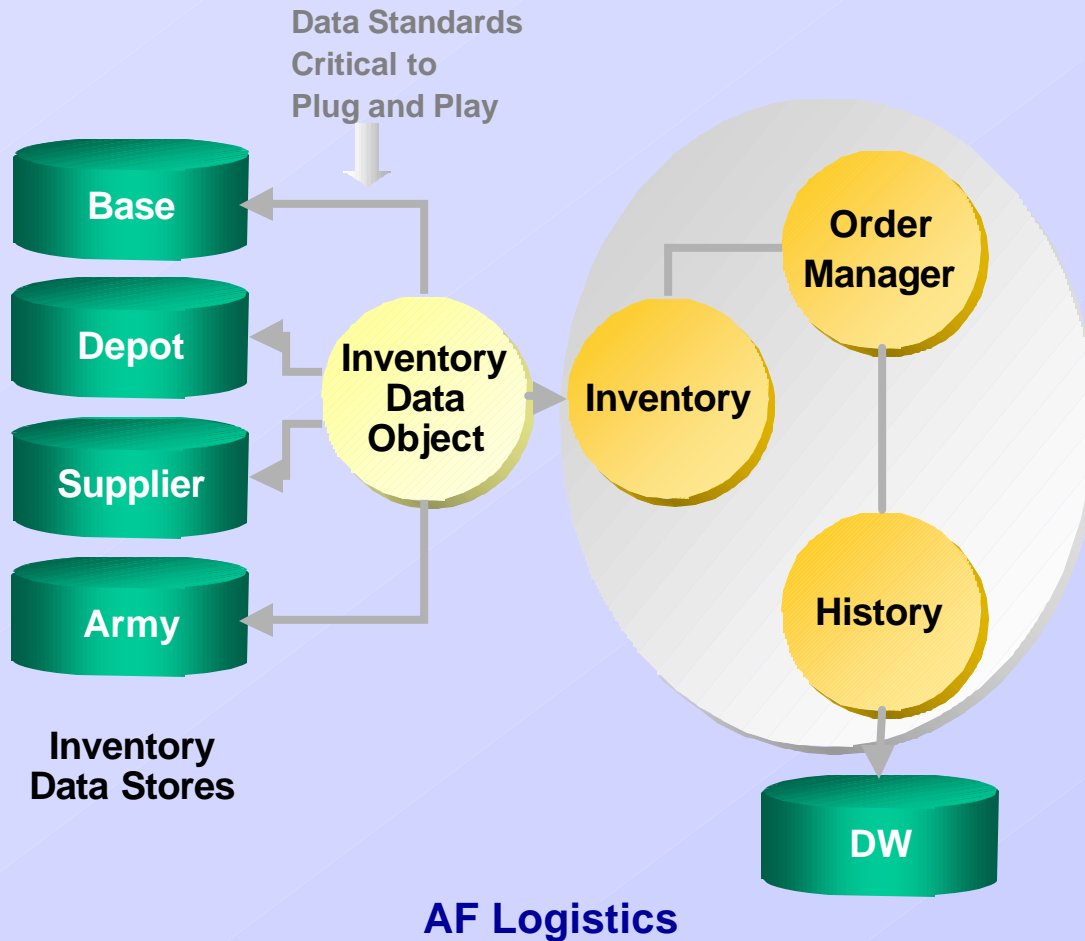 Data Standards
Critical to
Plug and Play
Base
Depot
Supplier
Army
Inventory
Data Stores
Inventory
Data
Object
Inventory
Order
Manager
History
DW
AF Logistics